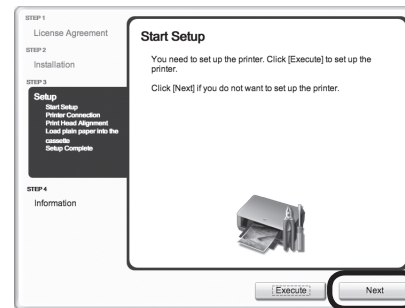 STEP 1
License Agreement
STEP 2
Installation
STEP 3
Setup
Start Setup
Printer Connection
Print Head Alignment
Load plain paper into the
cassette
Setup Complete
STEP 4
Information
Start Setup
You need to set up the printer. Click [Execute] to set up the
printer.
Click [Next] if you do not want to set up the printer.
Execute
Next